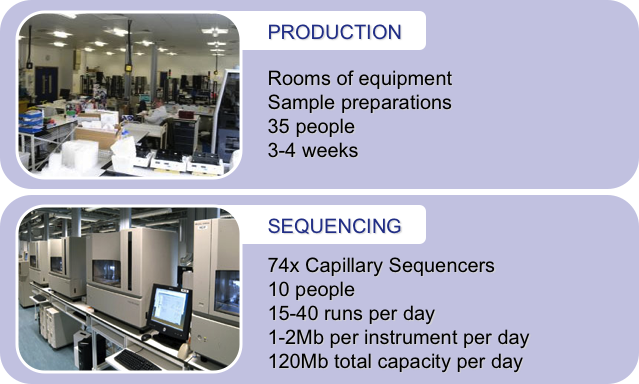 PRODUCTION
Rooms of equipment
Sample preparations
35 people
3-4 weeks
SEQUENCING
74x Capillary Sequencers
10 people
15-40 runs per day
1-2Mb per instrument per day
120Mb total capacity per day